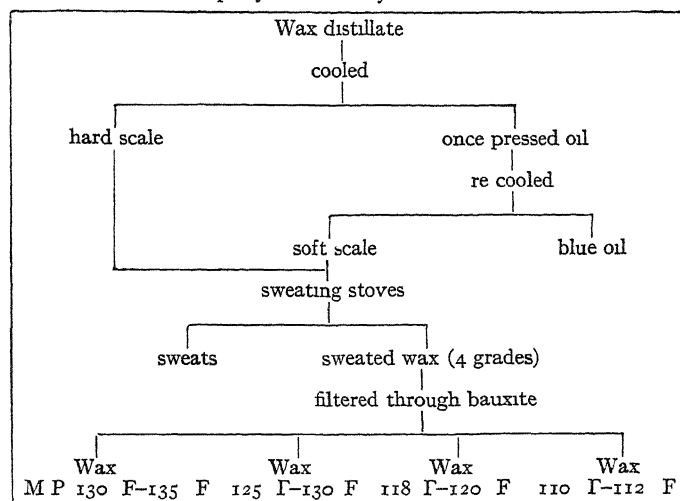 Wax distillate
cooled
hard scale once pressed oil
re cooled
soft scale blue oil
sweating stoves
sweats sweated wax (4 grades)
filtered through bauxite
Wax Wax Wax Wax
M P 130 F–135 F 125 F–130 F 118 F–120 F 110 F–112 F